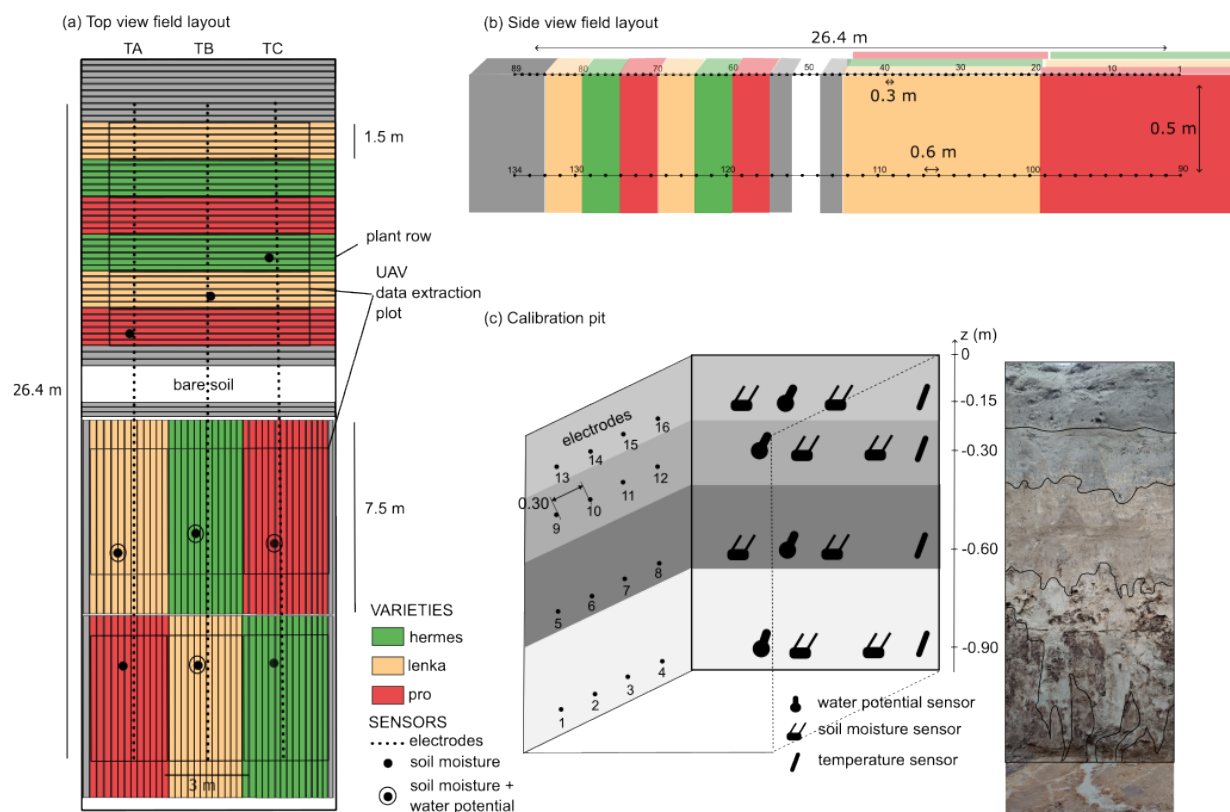 (a) Top view field layout
TA
TB
TC
1.5 m
plant row
UAV
data extraction
plot
26.4 m
bare soil
7.5 m
3 m
VARIETIES
hermes
lenka
pro
SENSORS
electrodes
soil moisture
soil moisture +
water potential
(b) Side view field layout
26.4 m
89 80 70 60 50 40 30 20 10 1
0.3 m
0.5 m
0.6 m
134 130 120 110 100 90
(c) Calibration pit
z (m)
0
-0.15
-0.30
-0.60
-0.90
electrodes
13 14 15 16
0.30
9 10 11 12
5 6 7 8
1 2 3 4
water potential sensor
soil moisture sensor
temperature sensor